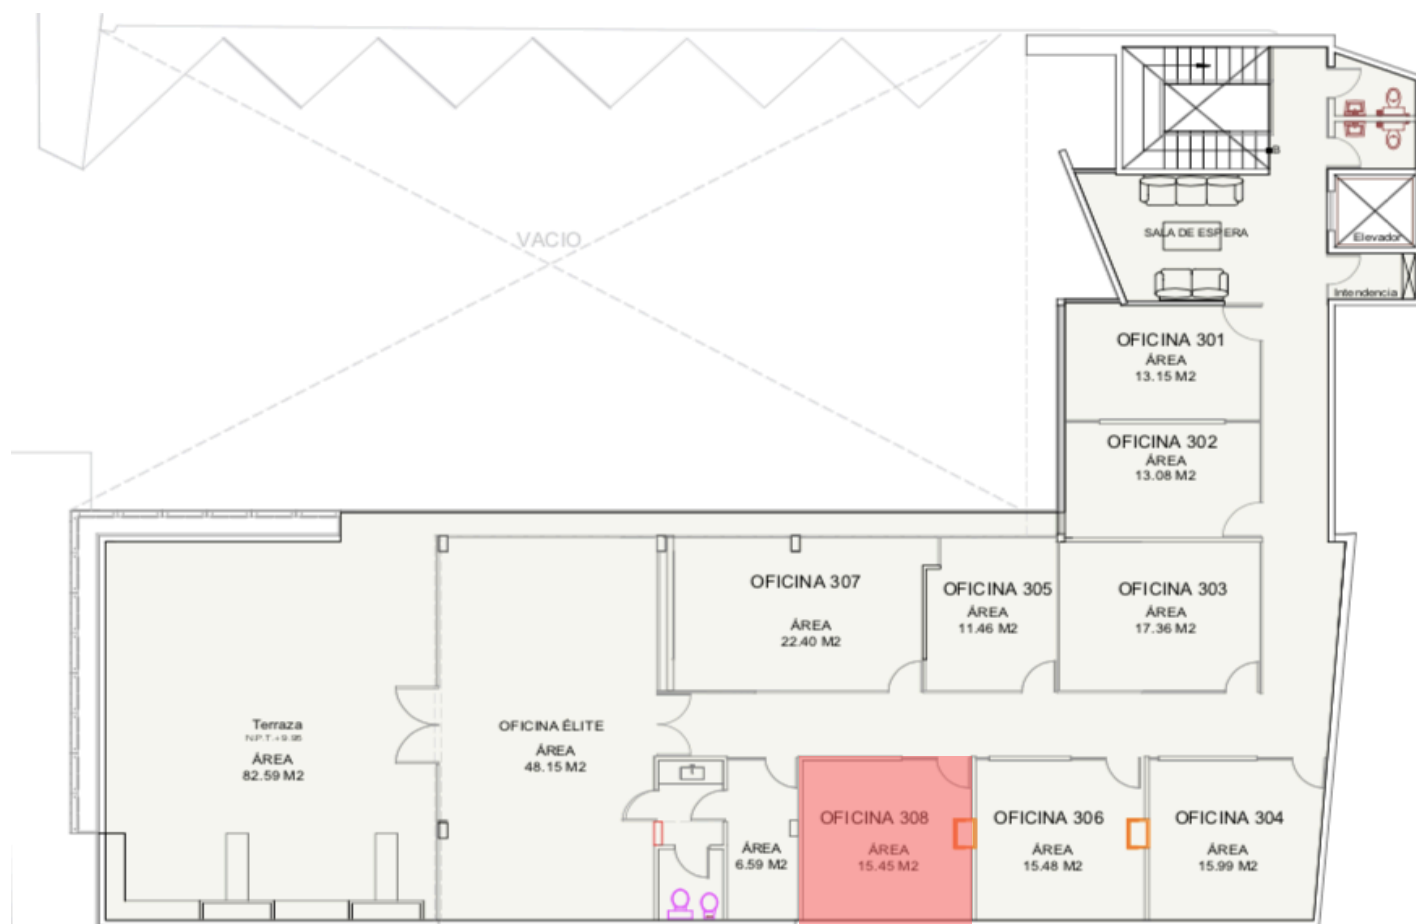 B
VACIO
SALA DE ESPERA
Elevador
Intendencia
OFICINA 301
ÁREA
13.15 M2
OFICINA 302
ÁREA
13.08 M2
OFICINA 307
ÁREA
22.40 M2
OFICINA 305
ÁREA
11.46 M2
OFICINA 303
ÁREA
17.36 M2
Terraza
N.P.T.+9.95
ÁREA
82.59 M2
OFICINA ÉLITE
ÁREA
48.15 M2
ÁREA
6.59 M2
OFICINA 308
ÁREA
15.45 M2
OFICINA 306
ÁREA
15.48 M2
OFICINA 304
ÁREA
15.99 M2